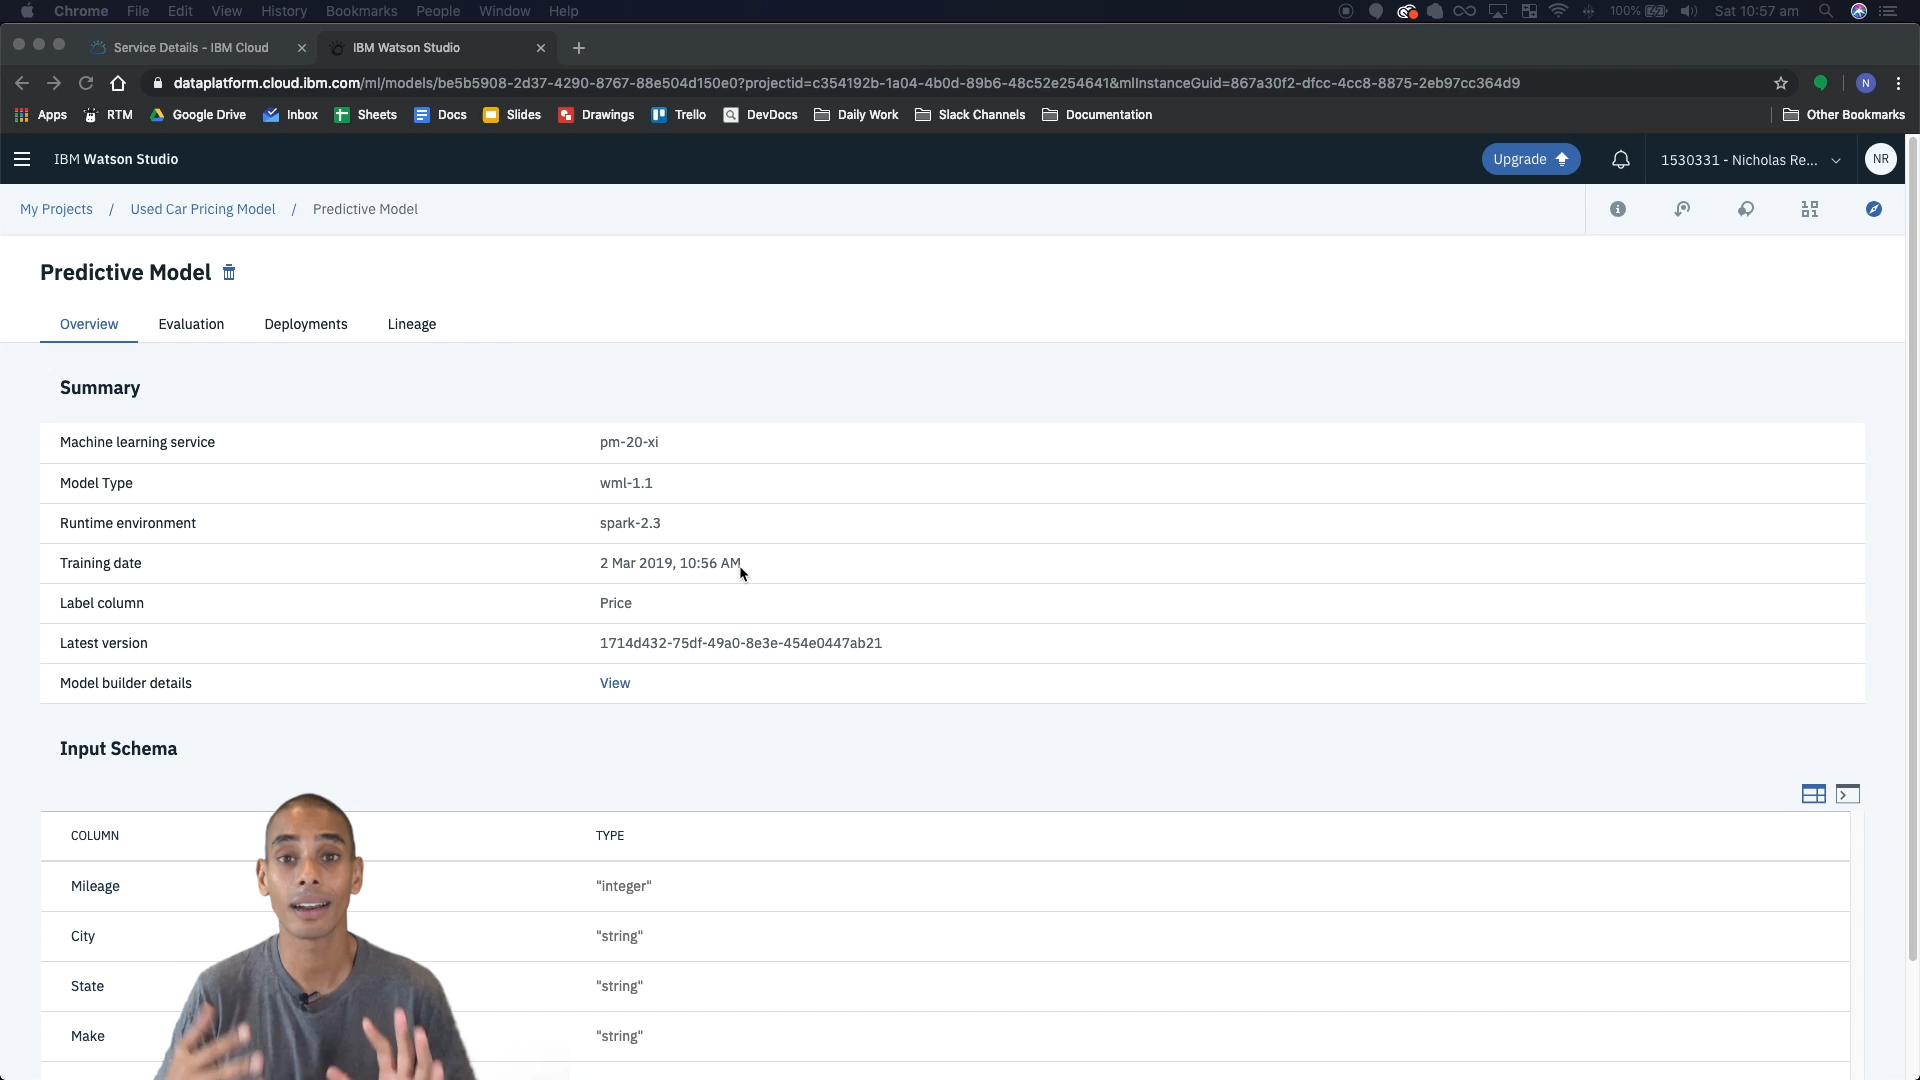 Chrome File Edit View History Bookmarks People Window Help 100% Sat 10:57 am
Service Details - IBM Cloud IBM Watson Studio
dataplatform.cloud.ibm.com/ml/models/be5b5908-2d37-4290-8767-88e504d150e0?projectid=c354192b-1a04-4b0d-89b6-48c52e254641&mlInstanceGuid=867a30f2-dfcc-4cc8-8875-2eb97cc364d9 N
Apps RTM Google Drive Inbox Sheets Docs Slides Drawings Trello DevDocs Daily Work Slack Channels Documentation Other Bookmarks
IBM Watson Studio Upgrade 1530331 - Nicholas Re... NR
My Projects / Used Car Pricing Model / Predictive Model
Predictive Model
Overview Evaluation Deployments Lineage
Summary
Machine learning service pm-20-xi
Model Type wml-1.1
Runtime environment spark-2.3
Training date 2 Mar 2019, 10:56 AM
Label column Price
Latest version 1714d432-75df-49a0-8e3e-454e0447ab21
Model builder details View
Input Schema
COLUMN TYPE
Mileage "integer"
City "string"
State "string"
Make "string"